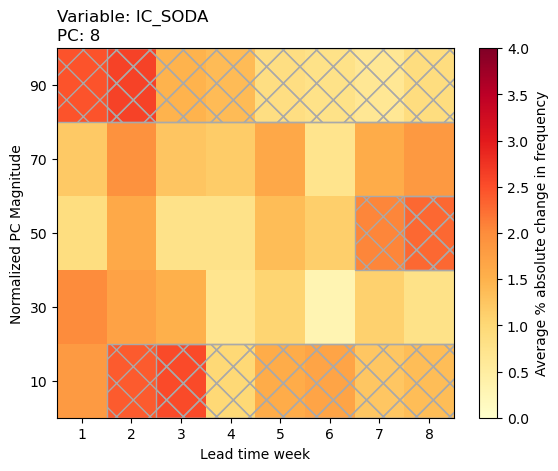 Variable: IC_SODA
PC: 8
90
70
50
30
10
Normalized PC Magnitude
1 2 3 4 5 6 7 8
Lead time week
4.0
3.5
3.0
2.5
2.0
1.5
1.0
0.5
0.0
Average % absolute change in frequency